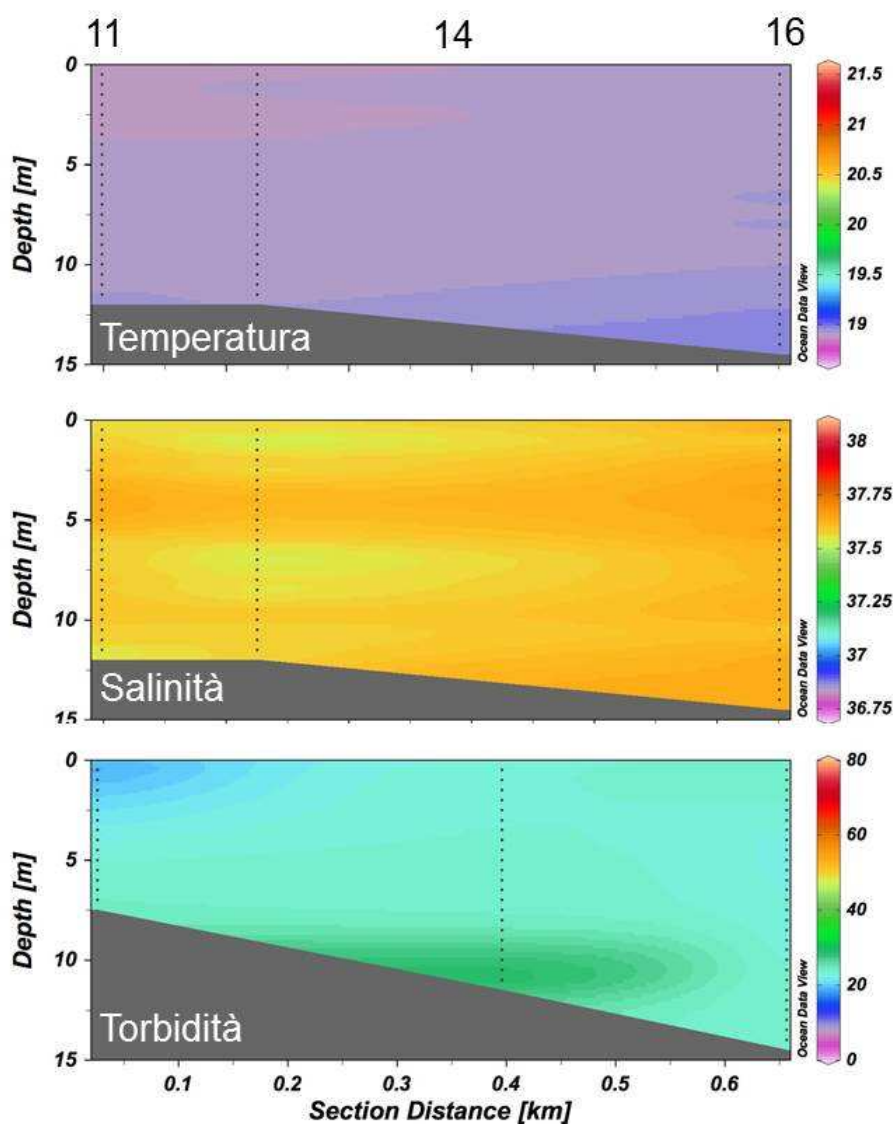 11 14 16
0
5
10
15
Depth [m]
Temperatura
21.5
21
20.5
20
19.5
19
Ocean Data View
0
5
10
15
Depth [m]
Salinità
38
37.75
37.5
37.25
37
36.75
Ocean Data View
0
5
10
15
Depth [m]
Torbidità
80
60
40
20
0
Ocean Data View
0.1 0.2 0.3 0.4 0.5 0.6
Section Distance [km]